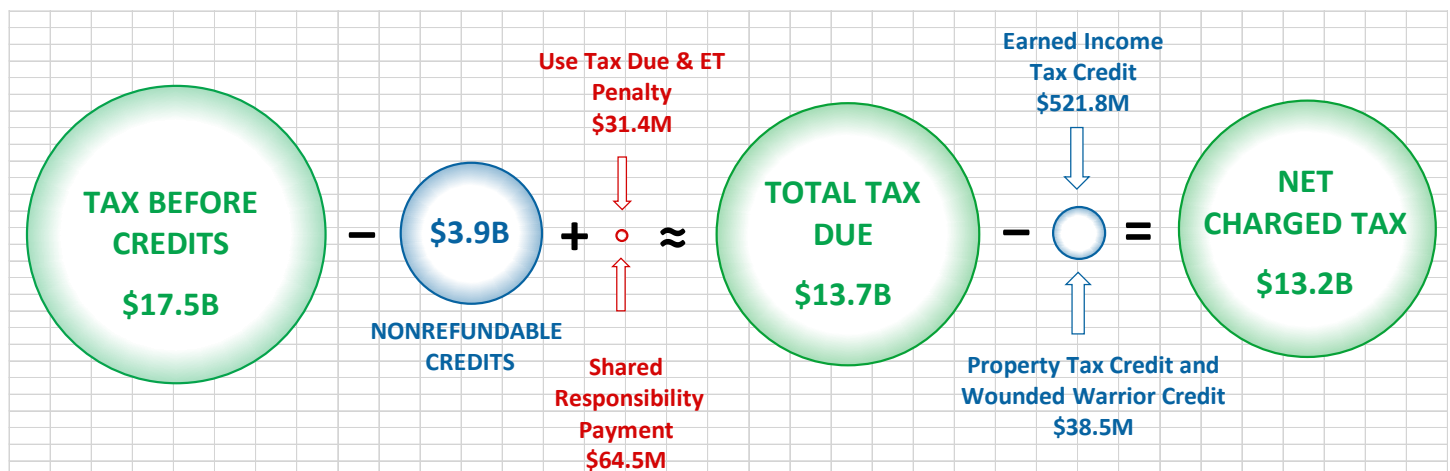 TAX BEFORE
CREDITS
$17.5B
−
$3.9B
NONREFUNDABLE
CREDITS
+
Use Tax Due & ET
Penalty
$31.4M
Shared
Responsibility
Payment
$64.5M
≈
TOTAL TAX
DUE
$13.7B
−
Earned Income
Tax Credit
$521.8M
Property Tax Credit and
Wounded Warrior Credit
$38.5M
=
NET
CHARGED TAX
$13.2B